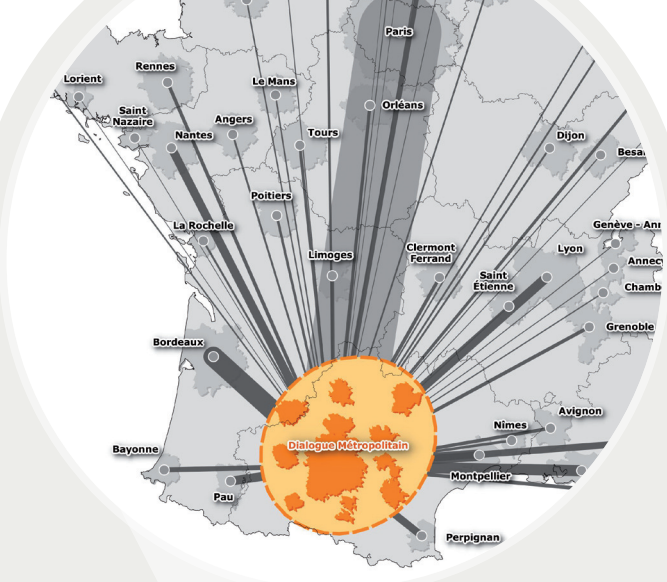 Paris
Rennes
Lorient
Le Mans
Orléans
Saint
Nazaire
Nantes
Angers
Tours
Dijon
Poitiers
La Rochelle
Limoges
Clermont
Ferrand
Saint
Étienne
Lyon
Genève - Ann
Annecy
Chamb
Grenoble
Bordeaux
Avignon
Nîmes
Dialogue Métropolitain
Bayonne
Montpellier
Pau
Perpignan